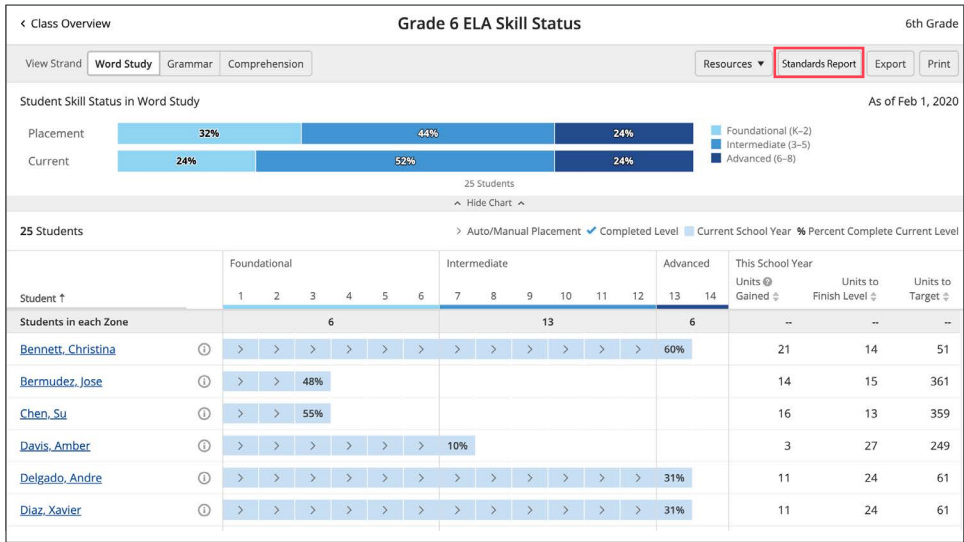 < Class Overview Grade 6 ELA Skill Status 6th Grade
View Strand Word Study Grammar Comprehension Resources ▼ Standards Report Export Print
Student Skill Status in Word Study As of Feb 1, 2020
Placement 32% 44% 24% Foundational (K–2)
Intermediate (3–5)
Current 24% 52% 24% Advanced (6–8)
25 Students
^ Hide Chart ^
25 Students > Auto/Manual Placement ✓ Completed Level Current School Year % Percent Complete Current Level
Foundational Intermediate Advanced This School Year
Student ↑ 1 2 3 4 5 6 7 8 9 10 11 12 13 14 Units Gained Units to Finish Level Units to Target
Students in each Zone 6 13 6 -- -- --
Bennett, Christina > > > > > > > > > > > > 60% 21 14 51
Bermudez, Jose > > 48% 14 15 361
Chen, Su > > 55% 16 13 359
Davis, Amber > > > > > > 10% 3 27 249
Delgado, Andre > > > > > > > > > > > > 31% 11 24 61
Diaz, Xavier > > > > > > > > > > > > 31% 11 24 61